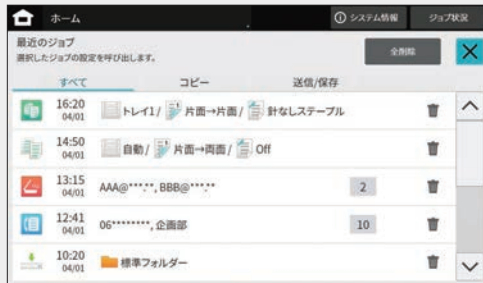 ホーム
システム情報
ジョブ状況
最近のジョブ
選択したジョブの設定を呼び出します。
全削除
すべて
コピー
送信/保存
16:20 トレイ1/ 片面→片面/ 針なしステープル
04/01
14:50 自動/ 片面→両面/ Off
04/01
13:15 AAA@***.**, BBB@***.** 2
04/01
12:41 06********, 企画部 10
04/01
10:20 標準フォルダー
04/01